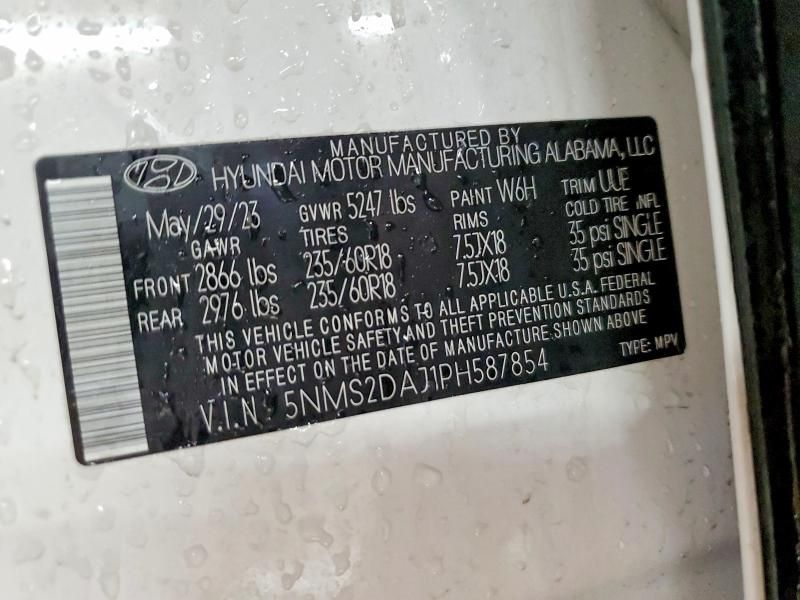 MANUFACTURED BY
HYUNDAI MOTOR MANUFACTURING ALABAMA, LLC
May/29/23 GVWR 5247 lbs PAINT W6H TRIM UUE
GAWR TIRES RIMS COLD TIRE .NFL
FRONT 2866 lbs 235/60R18 7.5JX18 35 psi SINGLE
REAR 2976 lbs 235/60R18 7.5JX18 35 psi SINGLE
THIS VEHICLE CONFORMS TO ALL APPLICABLE U.S.A. FEDERAL
MOTOR VEHICLE SAFETY AND THEFT PREVENTION STANDARDS
IN EFFECT ON THE DATE OF MANUFACTURE SHOWN ABOVE
V.I.N. 5NMS2DAJ1PH587854 TYPE: MPV